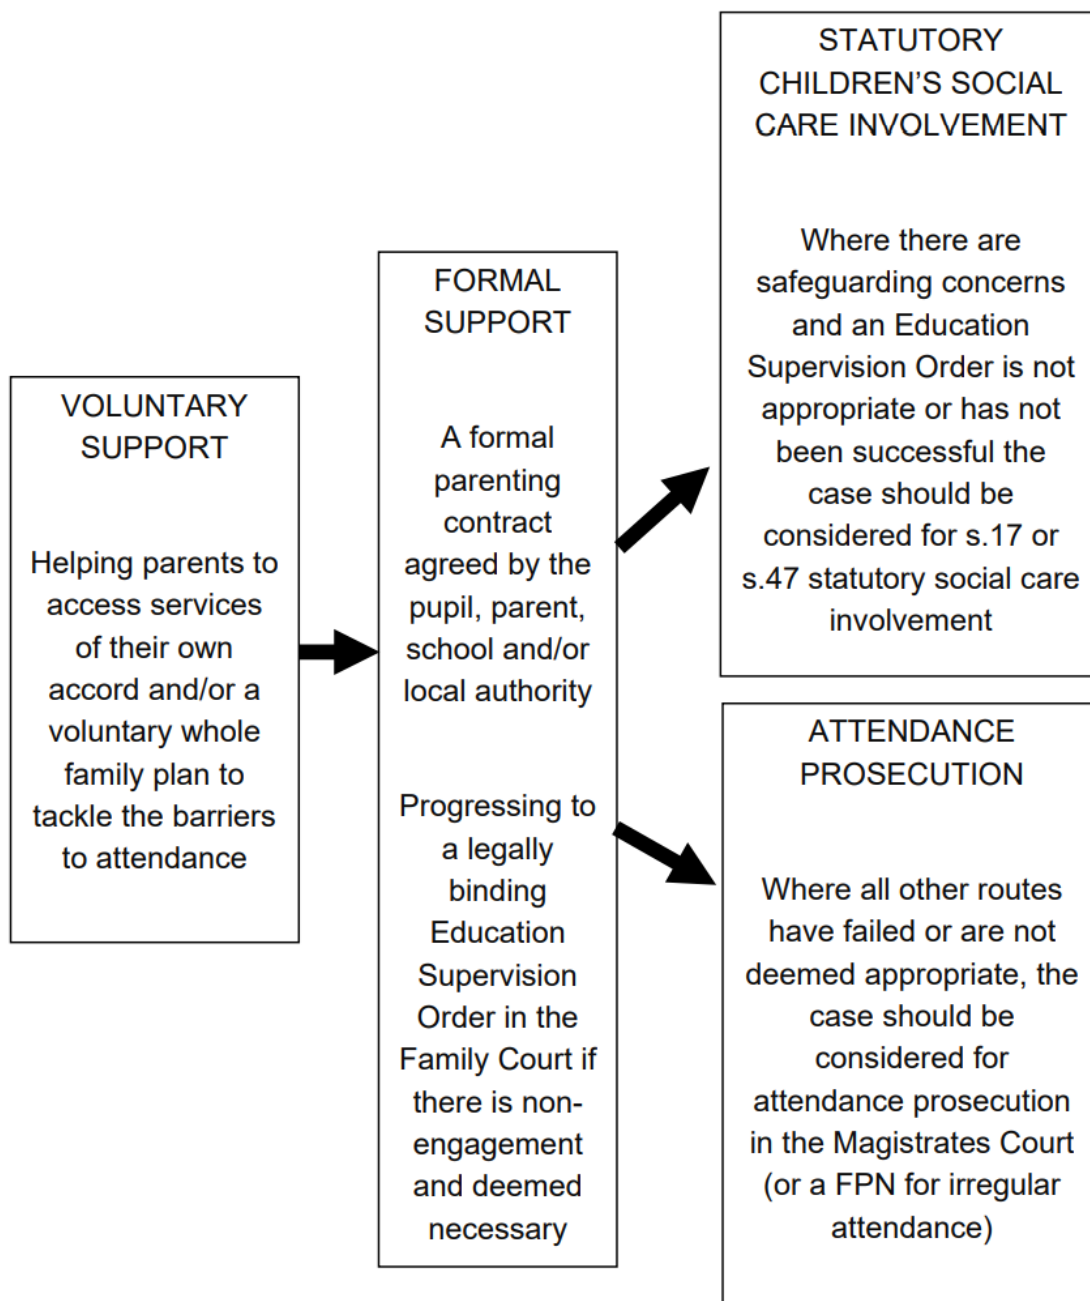 VOLUNTARY
SUPPORT
Helping parents to
access services
of their own
accord and/or a
voluntary whole
family plan to
tackle the barriers
to attendance
FORMAL
SUPPORT
A formal
parenting
contract
agreed by the
pupil, parent,
school and/or
local authority
Progressing to
a legally
binding
Education
Supervision
Order in the
Family Court if
there is non-
engagement
and deemed
necessary
STATUTORY
CHILDREN’S SOCIAL
CARE INVOLVEMENT
Where there are
safeguarding concerns
and an Education
Supervision Order is not
appropriate or has not
been successful the
case should be
considered for s.17 or
s.47 statutory social care
involvement
ATTENDANCE
PROSECUTION
Where all other routes
have failed or are not
deemed appropriate, the
case should be
considered for
attendance prosecution
in the Magistrates Court
(or a FPN for irregular
attendance)